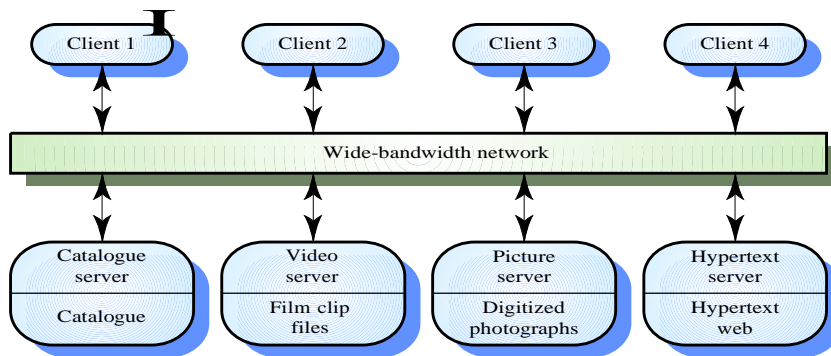 Client 1
I
Client 2
Client 3
Client 4
Wide-bandwidth network
Catalogue
server
Catalogue
Video
server
Film clip
files
Picture
server
Digitized
photographs
Hypertext
server
Hypertext
web